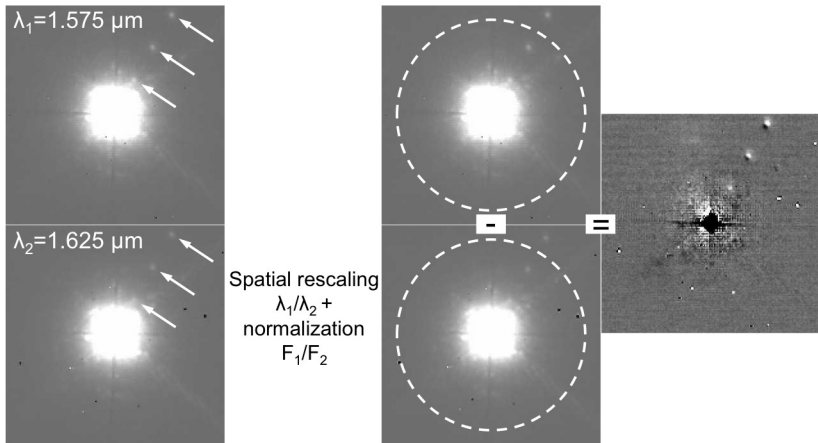 λ₁=1.575 μm
λ₂=1.625 μm
Spatial rescaling
λ₁/λ₂ +
normalization
F₁/F₂
-
=